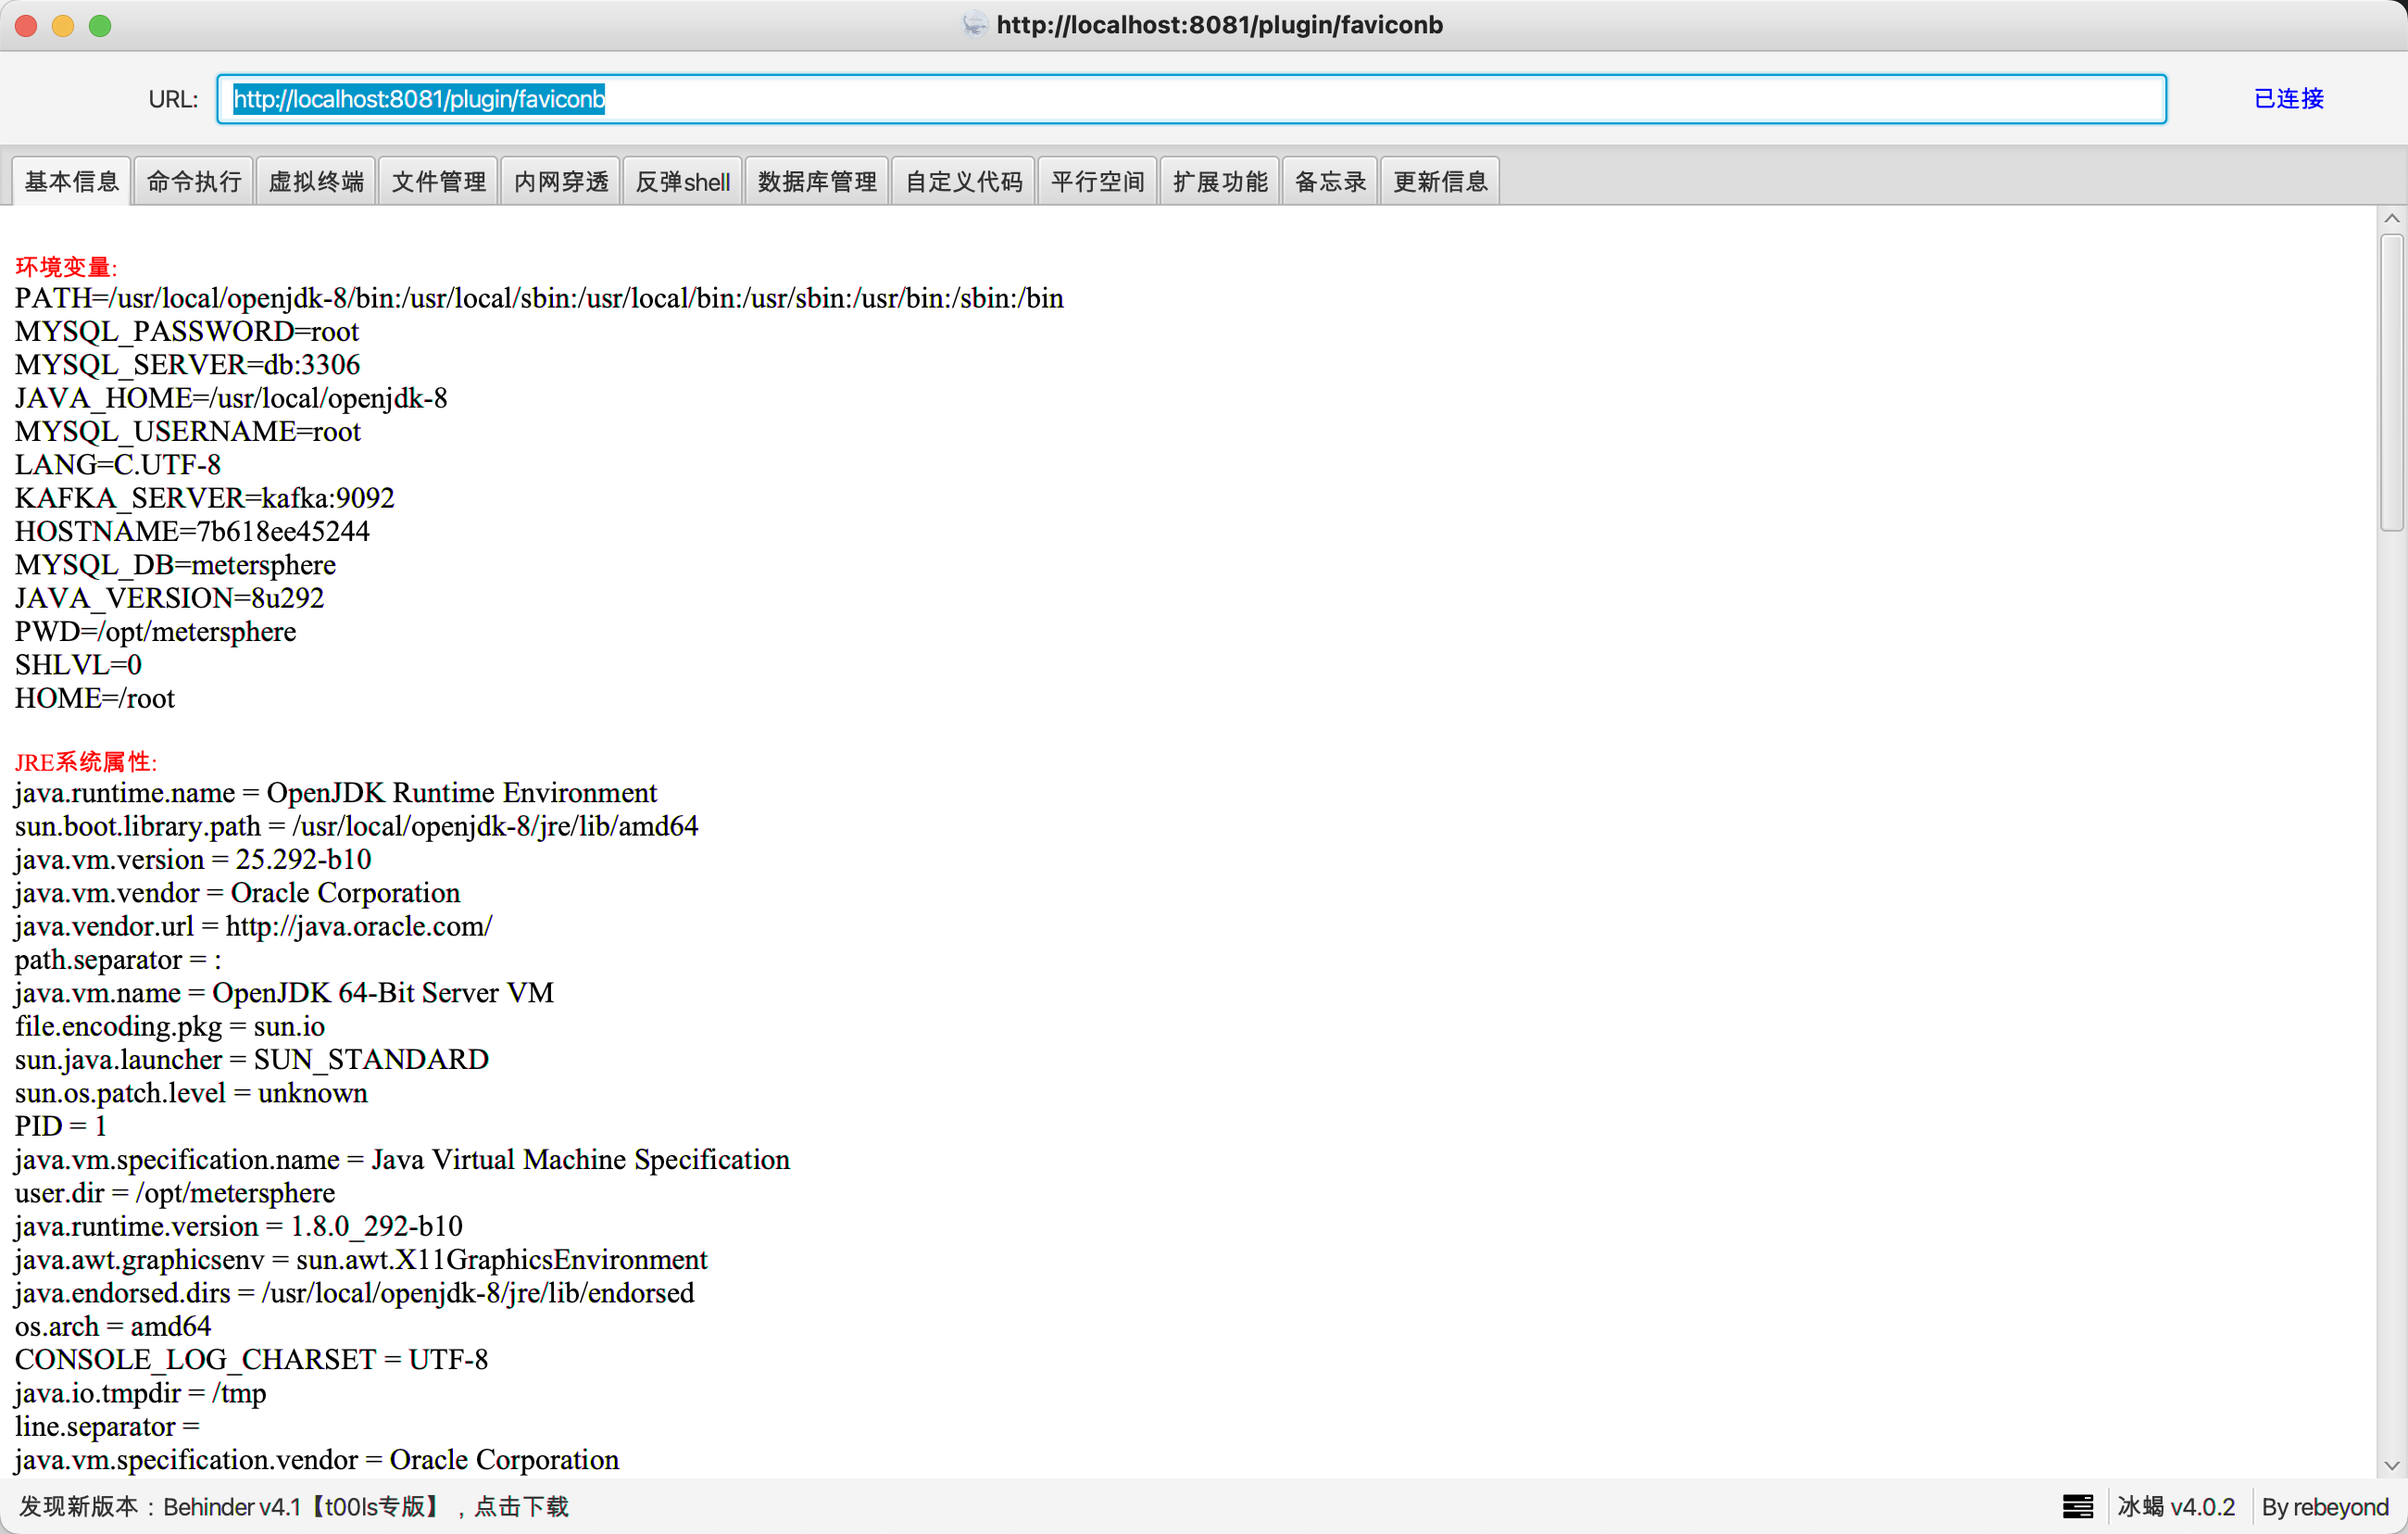 http://localhost:8081/plugin/faviconb
URL: http://localhost:8081/plugin/faviconb 已连接
基本信息 命令执行 虚拟终端 文件管理 内网穿透 反弹shell 数据库管理 自定义代码 平行空间 扩展功能 备忘录 更新信息
环境变量:
PATH=/usr/local/openjdk-8/bin:/usr/local/sbin:/usr/local/bin:/usr/sbin:/usr/bin:/sbin:/bin
MYSQL_PASSWORD=root
MYSQL_SERVER=db:3306
JAVA_HOME=/usr/local/openjdk-8
MYSQL_USERNAME=root
LANG=C.UTF-8
KAFKA_SERVER=kafka:9092
HOSTNAME=7b618ee45244
MYSQL_DB=metersphere
JAVA_VERSION=8u292
PWD=/opt/metersphere
SHLVL=0
HOME=/root
JRE系统属性:
java.runtime.name = OpenJDK Runtime Environment
sun.boot.library.path = /usr/local/openjdk-8/jre/lib/amd64
java.vm.version = 25.292-b10
java.vm.vendor = Oracle Corporation
java.vendor.url = http://java.oracle.com/
path.separator = :
java.vm.name = OpenJDK 64-Bit Server VM
file.encoding.pkg = sun.io
sun.java.launcher = SUN_STANDARD
sun.os.patch.level = unknown
PID = 1
java.vm.specification.name = Java Virtual Machine Specification
user.dir = /opt/metersphere
java.runtime.version = 1.8.0_292-b10
java.awt.graphicsenv = sun.awt.X11GraphicsEnvironment
java.endorsed.dirs = /usr/local/openjdk-8/jre/lib/endorsed
os.arch = amd64
CONSOLE_LOG_CHARSET = UTF-8
java.io.tmpdir = /tmp
line.separator =
java.vm.specification.vendor = Oracle Corporation
发现新版本：Behinder v4.1【t00ls专版】，点击下载 冰蝎 v4.0.2 By rebeyond